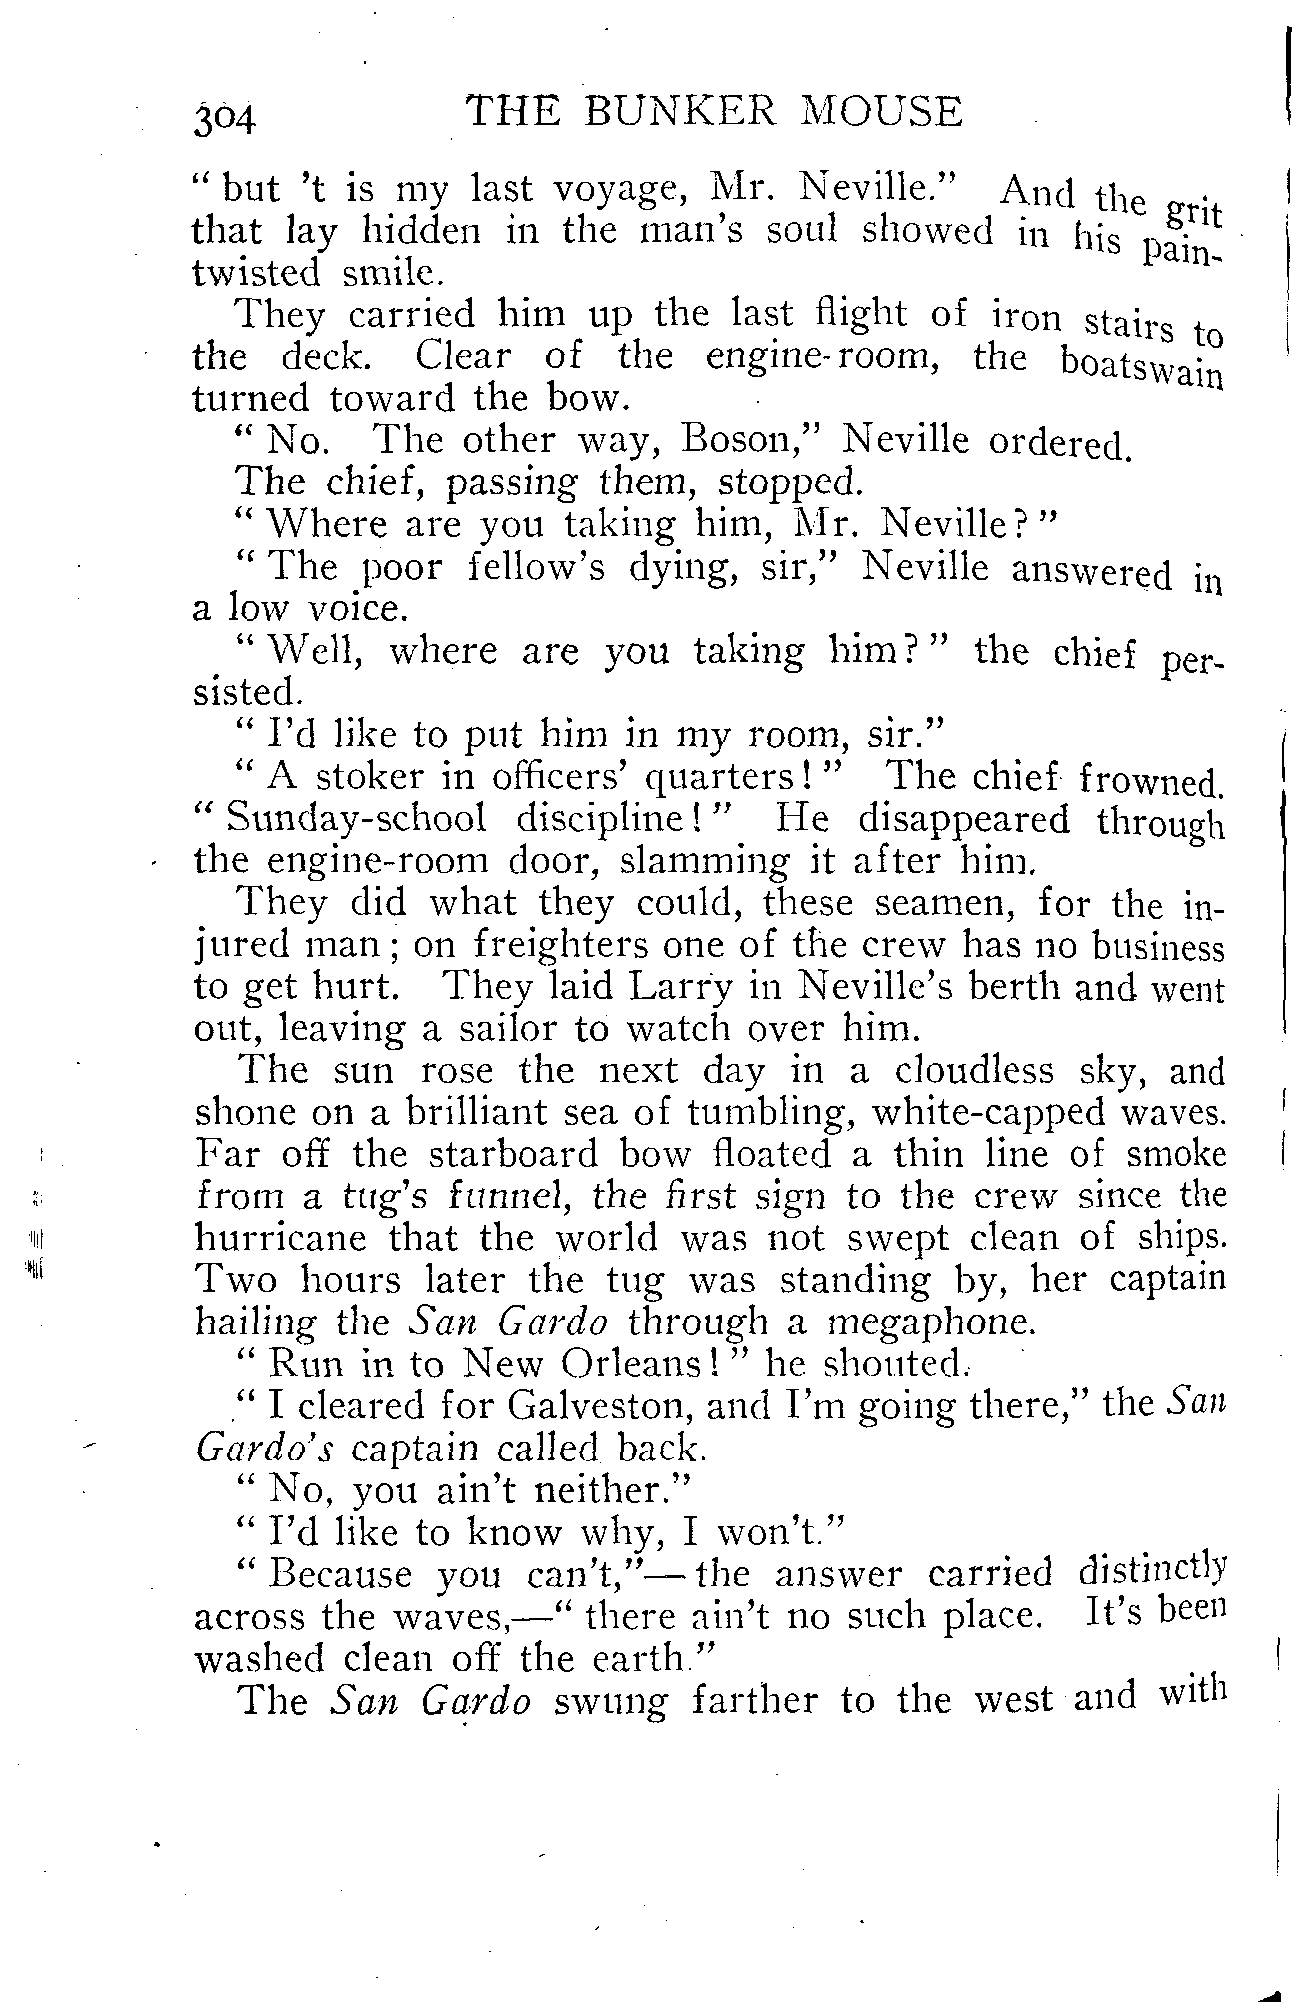 304 THE BUNKER MOUSE
" but 't is my last voyage, Mr. Neville." And the grit
that lay hidden in the man's soul showed in his pain-
twisted smile.
They carried him up the last flight of iron stairs to
the deck. Clear of the engine-room, the boatswain
turned toward the bow.
" No. The other way, Boson," Neville ordered.
The chief, passing them, stopped.
" Where are you taking him, Mr. Neville? "
" The poor fellow's dying, sir," Neville answered in
a low voice.
" Well, where are you taking him? " the chief per-
sisted.
" I'd like to put him in my room, sir."
" A stoker in officers' quarters! " The chief frowned.
" Sunday-school discipline! " He disappeared through
the engine-room door, slamming it after him.
They did what they could, these seamen, for the in-
jured man; on freighters one of the crew has no business
to get hurt. They laid Larry in Neville's berth and went
out, leaving a sailor to watch over him.
The sun rose the next day in a cloudless sky, and
shone on a brilliant sea of tumbling, white-capped waves.
Far off the starboard bow floated a thin line of smoke
from a tug's funnel, the first sign to the crew since the
hurricane that the world was not swept clean of ships.
Two hours later the tug was standing by, her captain
hailing the San Gardo through a megaphone.
" Run in to New Orleans! " he shouted.
" I cleared for Galveston, and I'm going there," the San
Gardo's captain called back.
" No, you ain't neither."
" I'd like to know why, I won't."
" Because you can't,"—the answer carried distinctly
across the waves,—" there ain't no such place. It's been
washed clean off the earth."
The San Gardo swung farther to the west and with